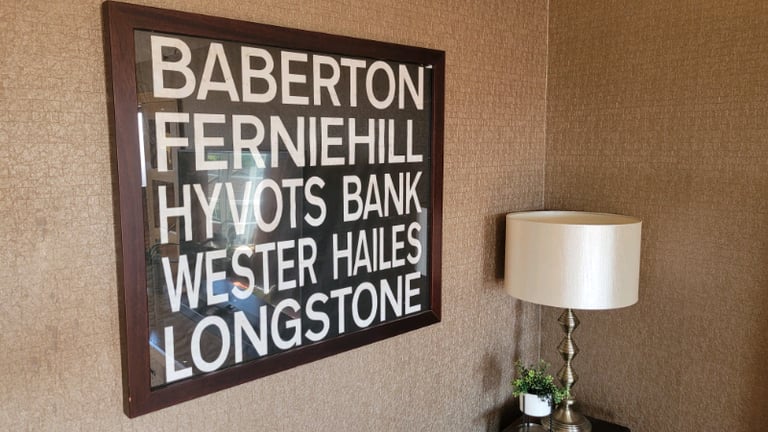 BABERTON
FERNIEHILL
HYVOTS BANK
WESTER HAILES
LONGSTONE